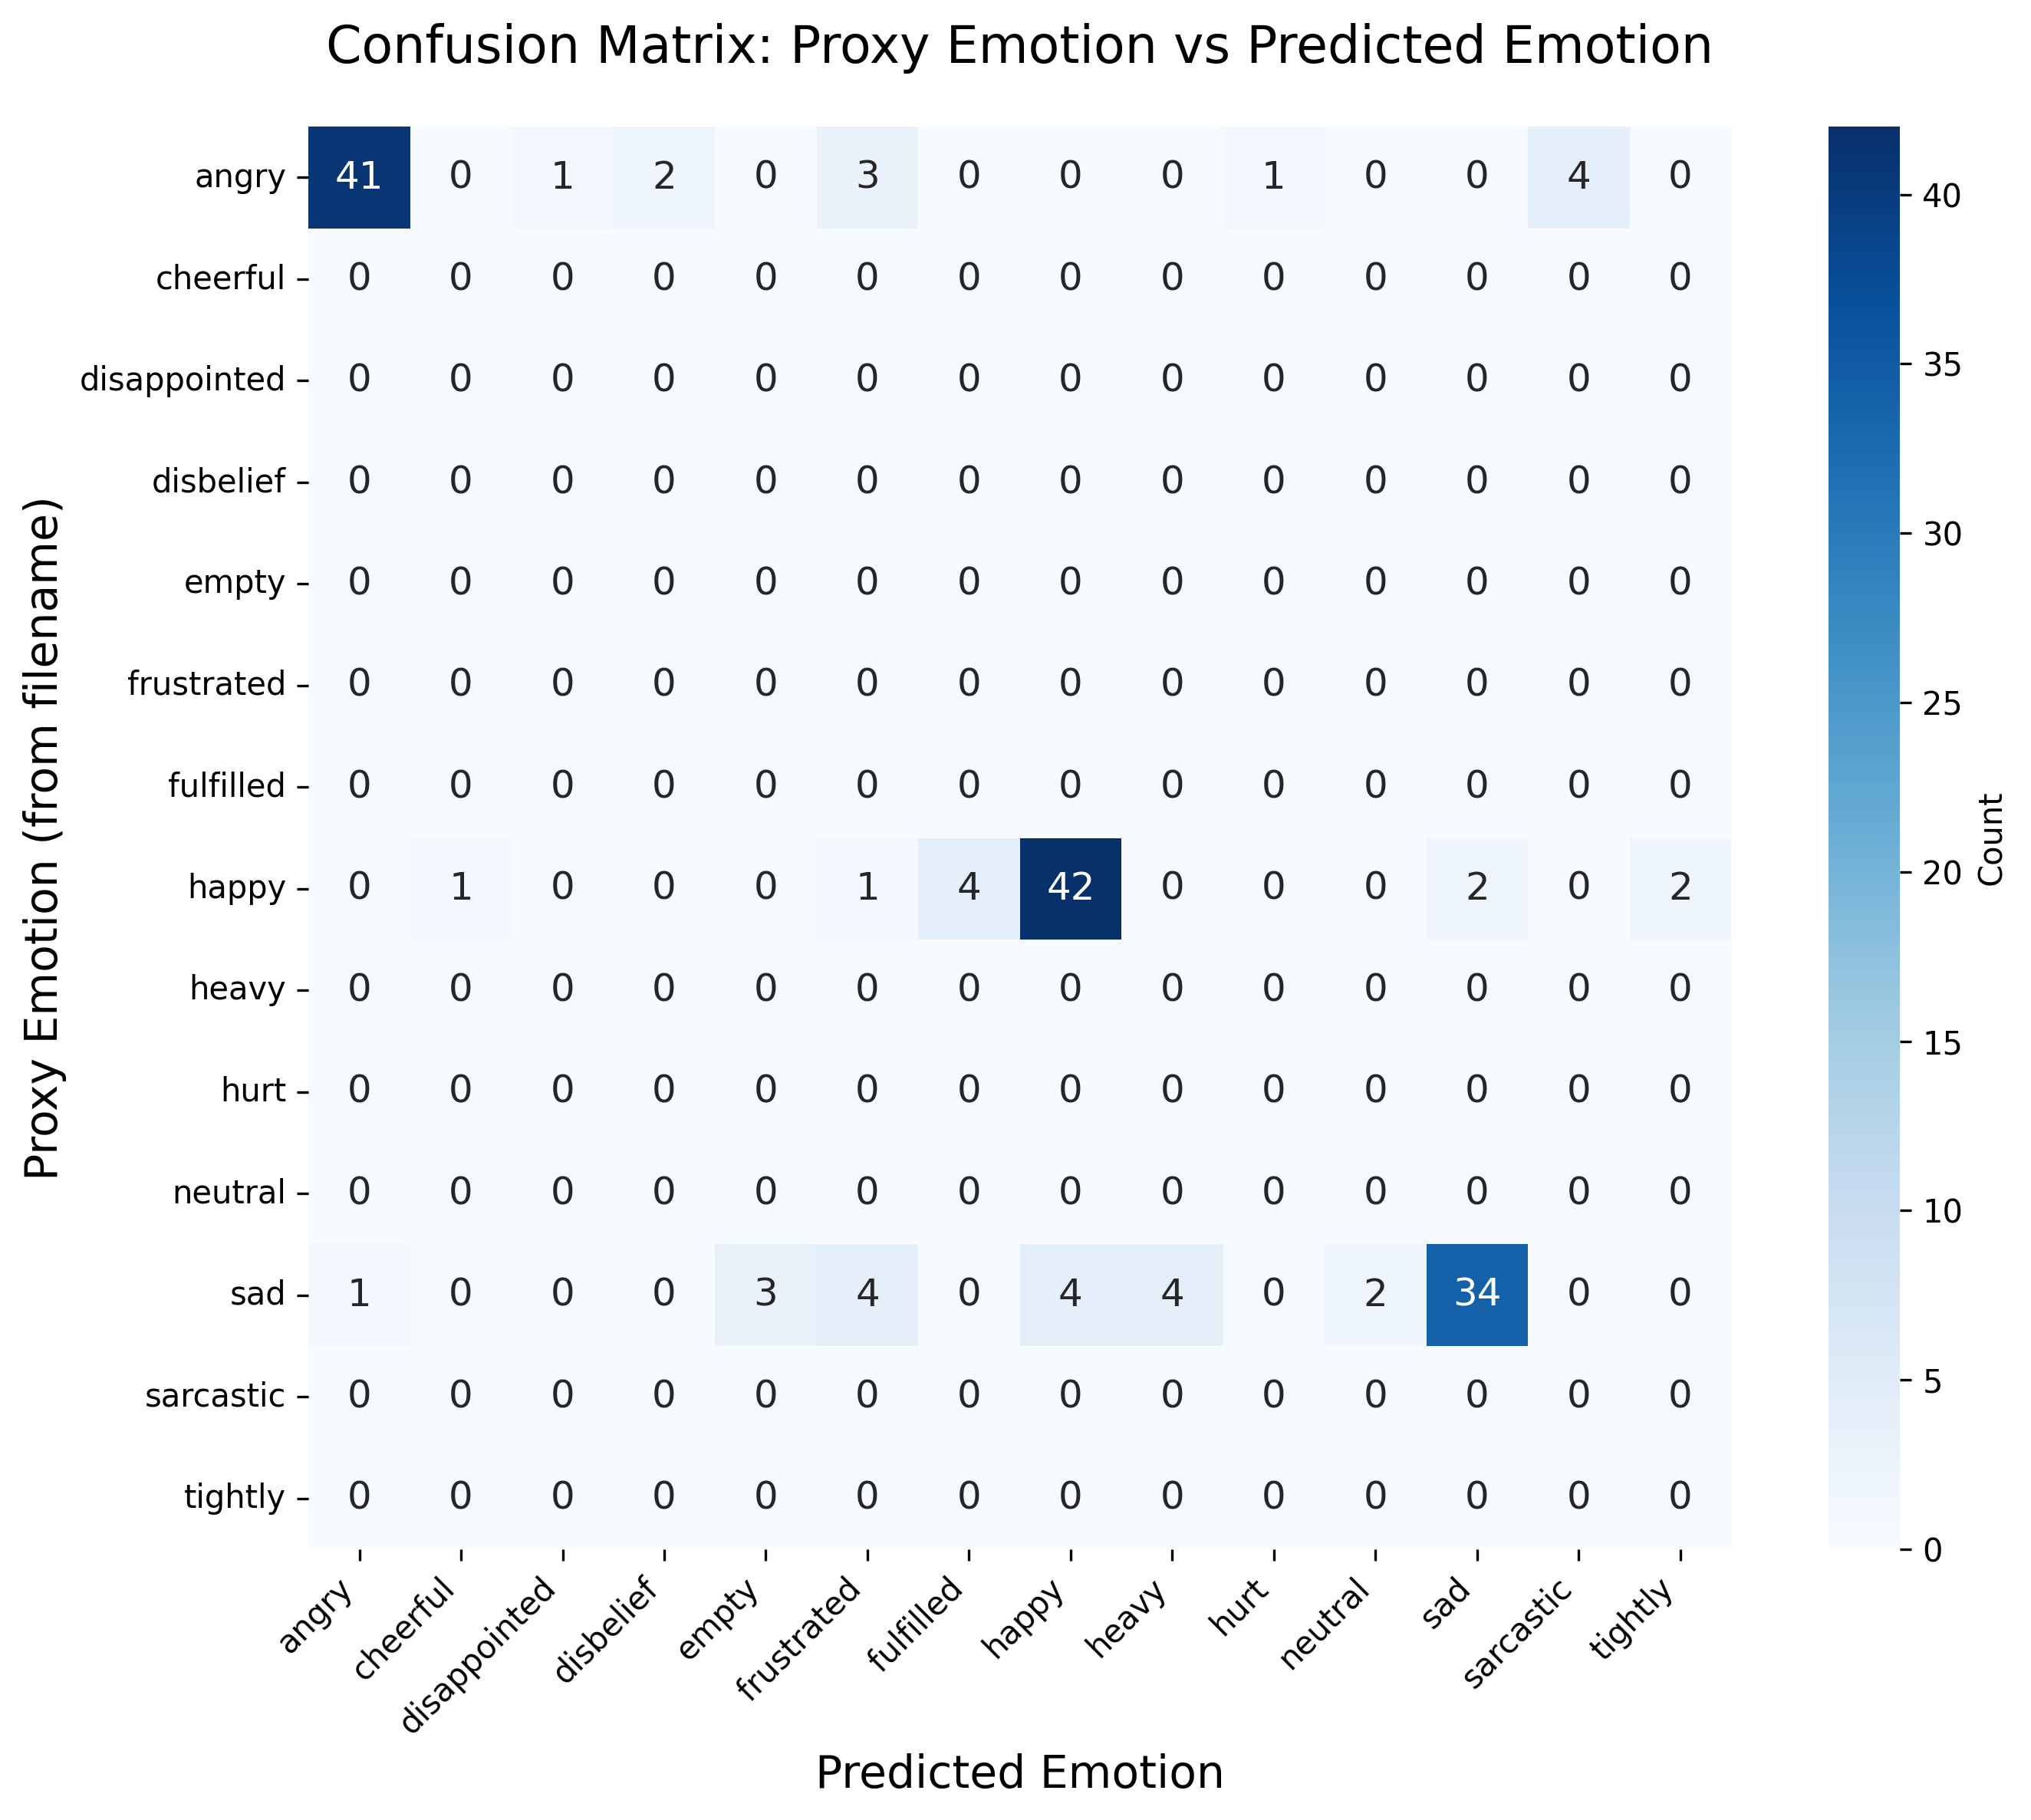 Confusion Matrix: Proxy Emotion vs Predicted Emotion
angry 41 0 1 2 0 3 0 0 0 1 0 0 4 0
cheerful 0 0 0 0 0 0 0 0 0 0 0 0 0 0
disappointed 0 0 0 0 0 0 0 0 0 0 0 0 0 0
disbelief 0 0 0 0 0 0 0 0 0 0 0 0 0 0
empty 0 0 0 0 0 0 0 0 0 0 0 0 0 0
frustrated 0 0 0 0 0 0 0 0 0 0 0 0 0 0
fulfilled 0 0 0 0 0 0 0 0 0 0 0 0 0 0
happy 0 1 0 0 0 1 4 42 0 0 0 2 0 2
heavy 0 0 0 0 0 0 0 0 0 0 0 0 0 0
hurt 0 0 0 0 0 0 0 0 0 0 0 0 0 0
neutral 0 0 0 0 0 0 0 0 0 0 0 0 0 0
sad 1 0 0 0 3 4 0 4 4 0 2 34 0 0
sarcastic 0 0 0 0 0 0 0 0 0 0 0 0 0 0
tightly 0 0 0 0 0 0 0 0 0 0 0 0 0 0
angry cheerful disappointed disbelief empty frustrated fulfilled happy heavy hurt neutral sad sarcastic tightly
Predicted Emotion
Proxy Emotion (from filename)
40
35
30
25
20
15
10
5
0
Count